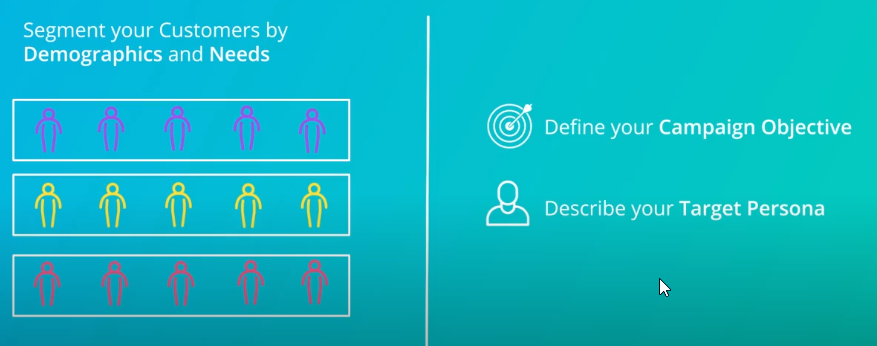 Segment your Customers by
Demographics and Needs
Define your Campaign Objective
Describe your Target Persona